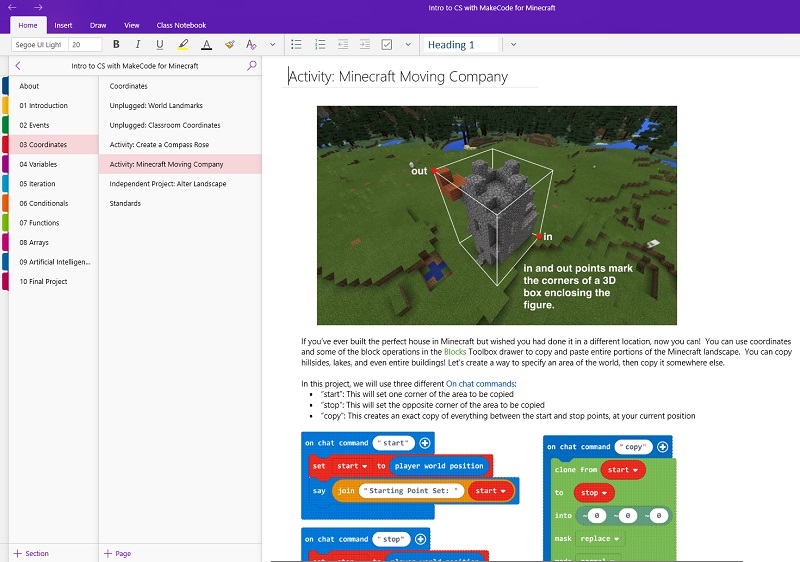 Intro to CS with MakeCode for Minecraft
Home Insert Draw View Class Notebook
Segoe UI Light 20 B I U A A Heading 1
Intro to CS with MakeCode for Minecraft
About
01 Introduction
02 Events
03 Coordinates
04 Variables
05 Iteration
06 Conditionals
07 Functions
08 Arrays
09 Artificial Intelligen...
10 Final Project
+ Section
Coordinates
Unplugged: World Landmarks
Unplugged: Classroom Coordinates
Activity: Create a Compass Rose
Activity: Minecraft Moving Company
Independent Project: Alter Landscape
Standards
+ Page
Activity: Minecraft Moving Company
out
in
in and out points mark
the corners of a 3D
box enclosing the
figure.
If you've ever built the perfect house in Minecraft but wished you had done it in a different location, now you can! You can use coordinates
and some of the block operations in the Blocks Toolbox drawer to copy and paste entire portions of the Minecraft landscape. You can copy
hillsides, lakes, and even entire buildings! Let's create a way to specify an area of the world, then copy it somewhere else.
In this project, we will use three different On chat commands:
• "start": This will set one corner of the area to be copied
• "stop": This will set the opposite corner of the area to be copied
• "copy": This creates an exact copy of everything between the start and stop points, at your current position
on chat command "start"
set start to player world position
say join "Starting Point Set: " start
on chat command "stop"
set stop to player world position
on chat command "copy"
clone from start
to stop
into ~0 ~0 ~0
mask replace
mode normal